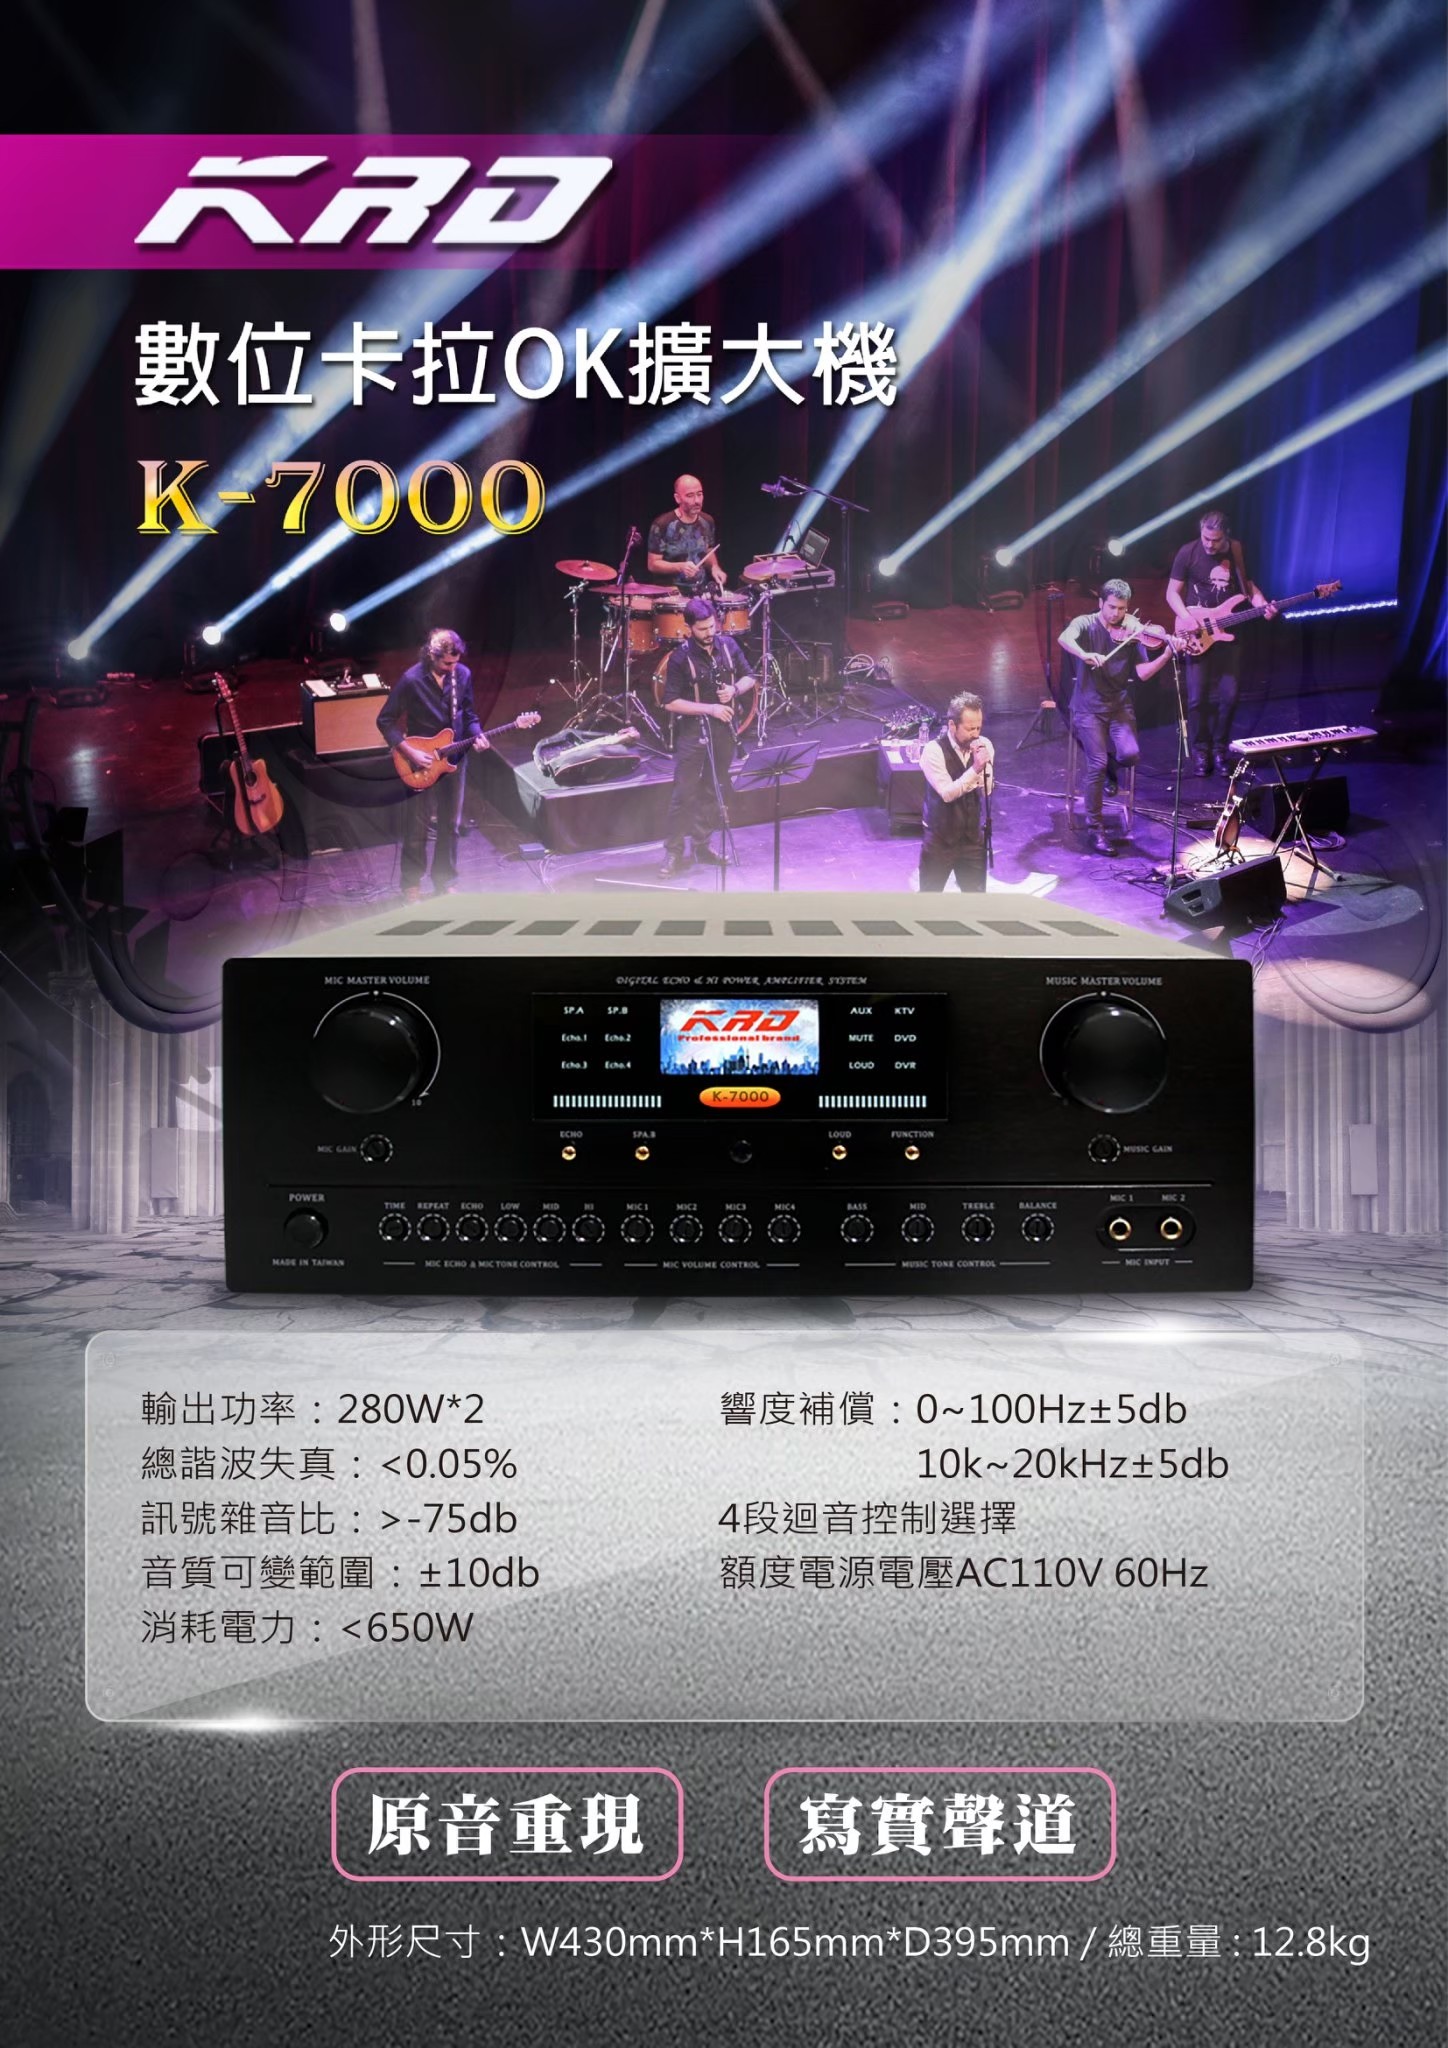 KRD
數位卡拉OK擴大機
K-7000
MIC MASTER VOLUME
DIGITAL ECHO & HI POWER AMPLIFIER SYSTEM
MUSIC MASTER VOLUME
SP.A SP.B
AUX KTV
KRD
Professional brand
Echo.1 Echo.2
MUTE DVD
Echo.3 Echo.4
LOUD DVR
10
K-7000
ECHO SPA.B LOUD FUNCTION
MIC GAIN
MUSIC GAIN
POWER
TIME REPEAT ECHO LOW MID HI MIC 1 MIC2 MIC3 MIC4 BASS MID TREBLE BALANCE
MIC 1 MIC 2
MADE IN TAIWAN
MIC ECHO & MIC TONE CONTROL
MIC VOLUME CONTROL
MUSIC TONE CONTROL
MIC INPUT
輸出功率：280W*2
總諧波失真：<0.05%
訊號雜音比：>-75db
音質可變範圍：±10db
消耗電力：<650W
響度補償：0~100Hz±5db
10k~20kHz±5db
4段迴音控制選擇
額度電源電壓AC110V 60Hz
原音重現
寫實聲道
外形尺寸：W430mm*H165mm*D395mm / 總重量：12.8kg